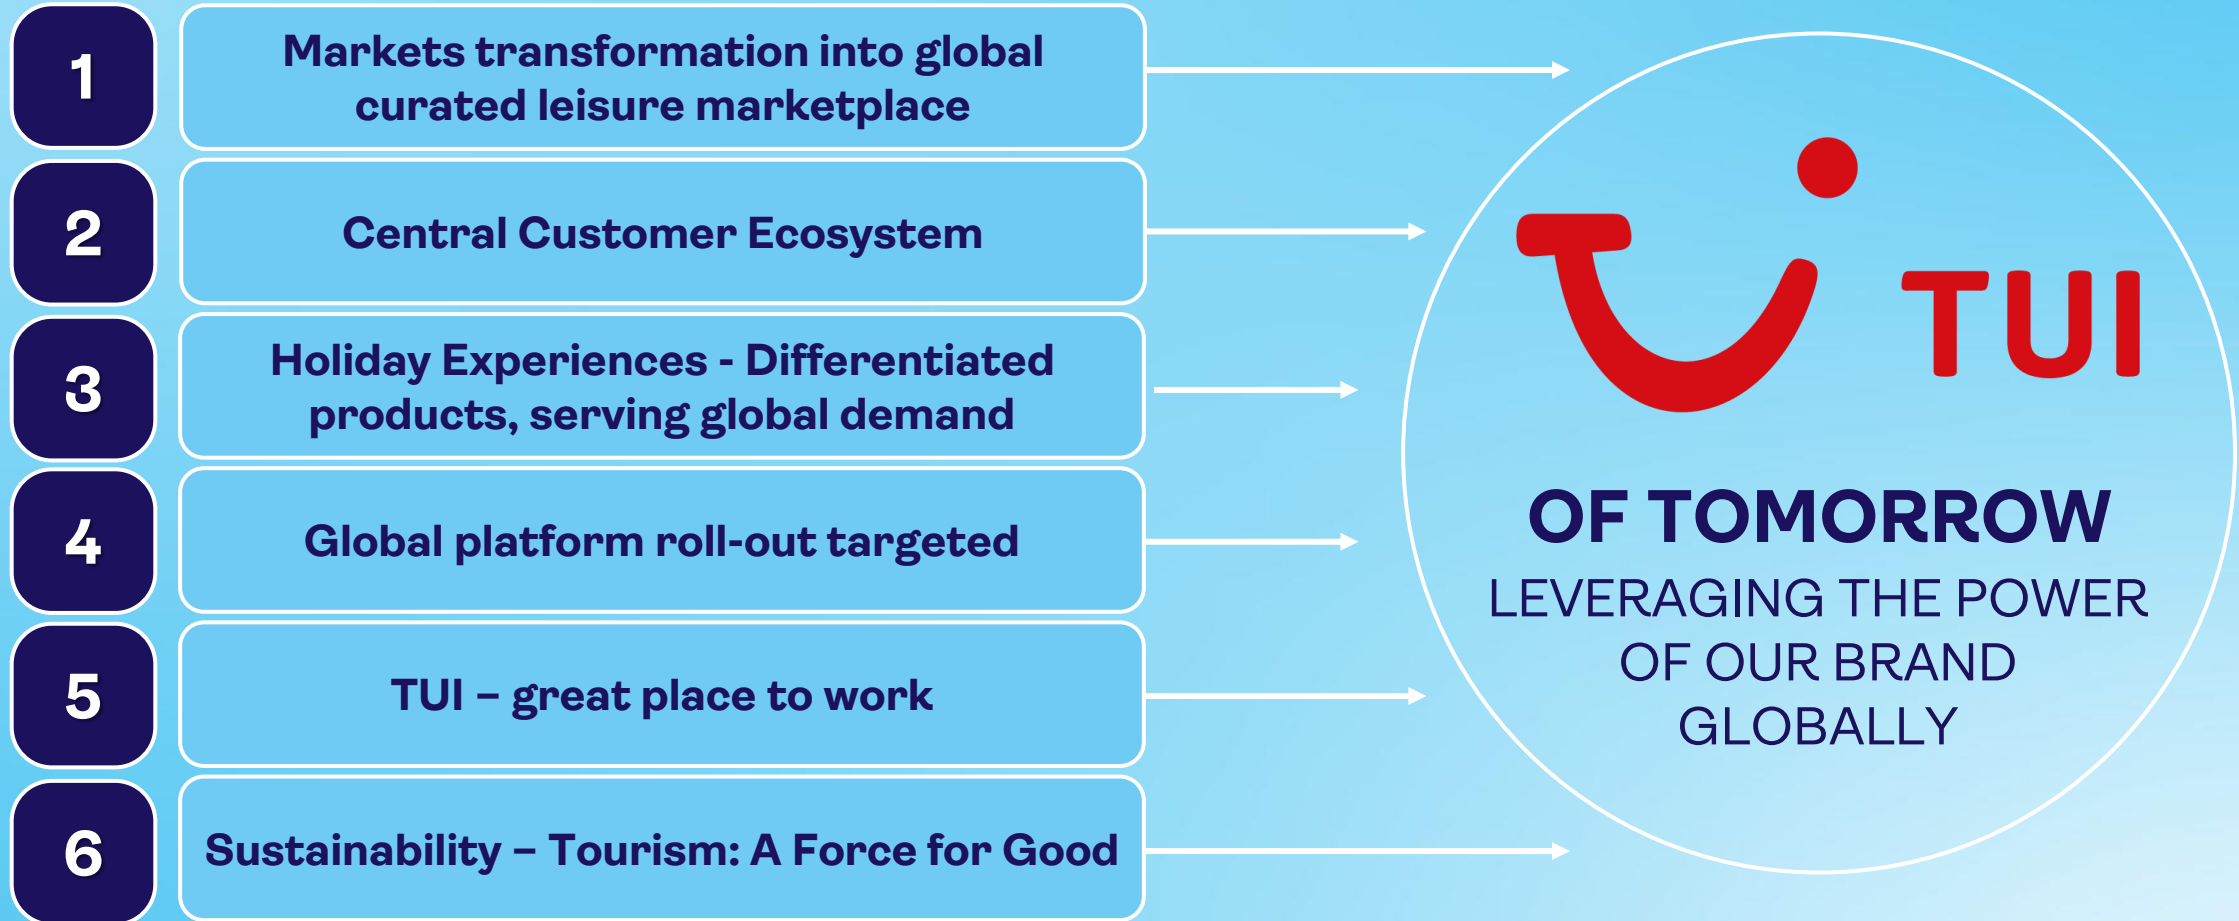 1
Markets transformation into global
curated leisure marketplace
2
Central Customer Ecosystem
3
Holiday Experiences - Differentiated
products, serving global demand
4
Global platform roll-out targeted
5
TUI – great place to work
6
Sustainability – Tourism: A Force for Good
TUI
OF TOMORROW
LEVERAGING THE POWER
OF OUR BRAND
GLOBALLY